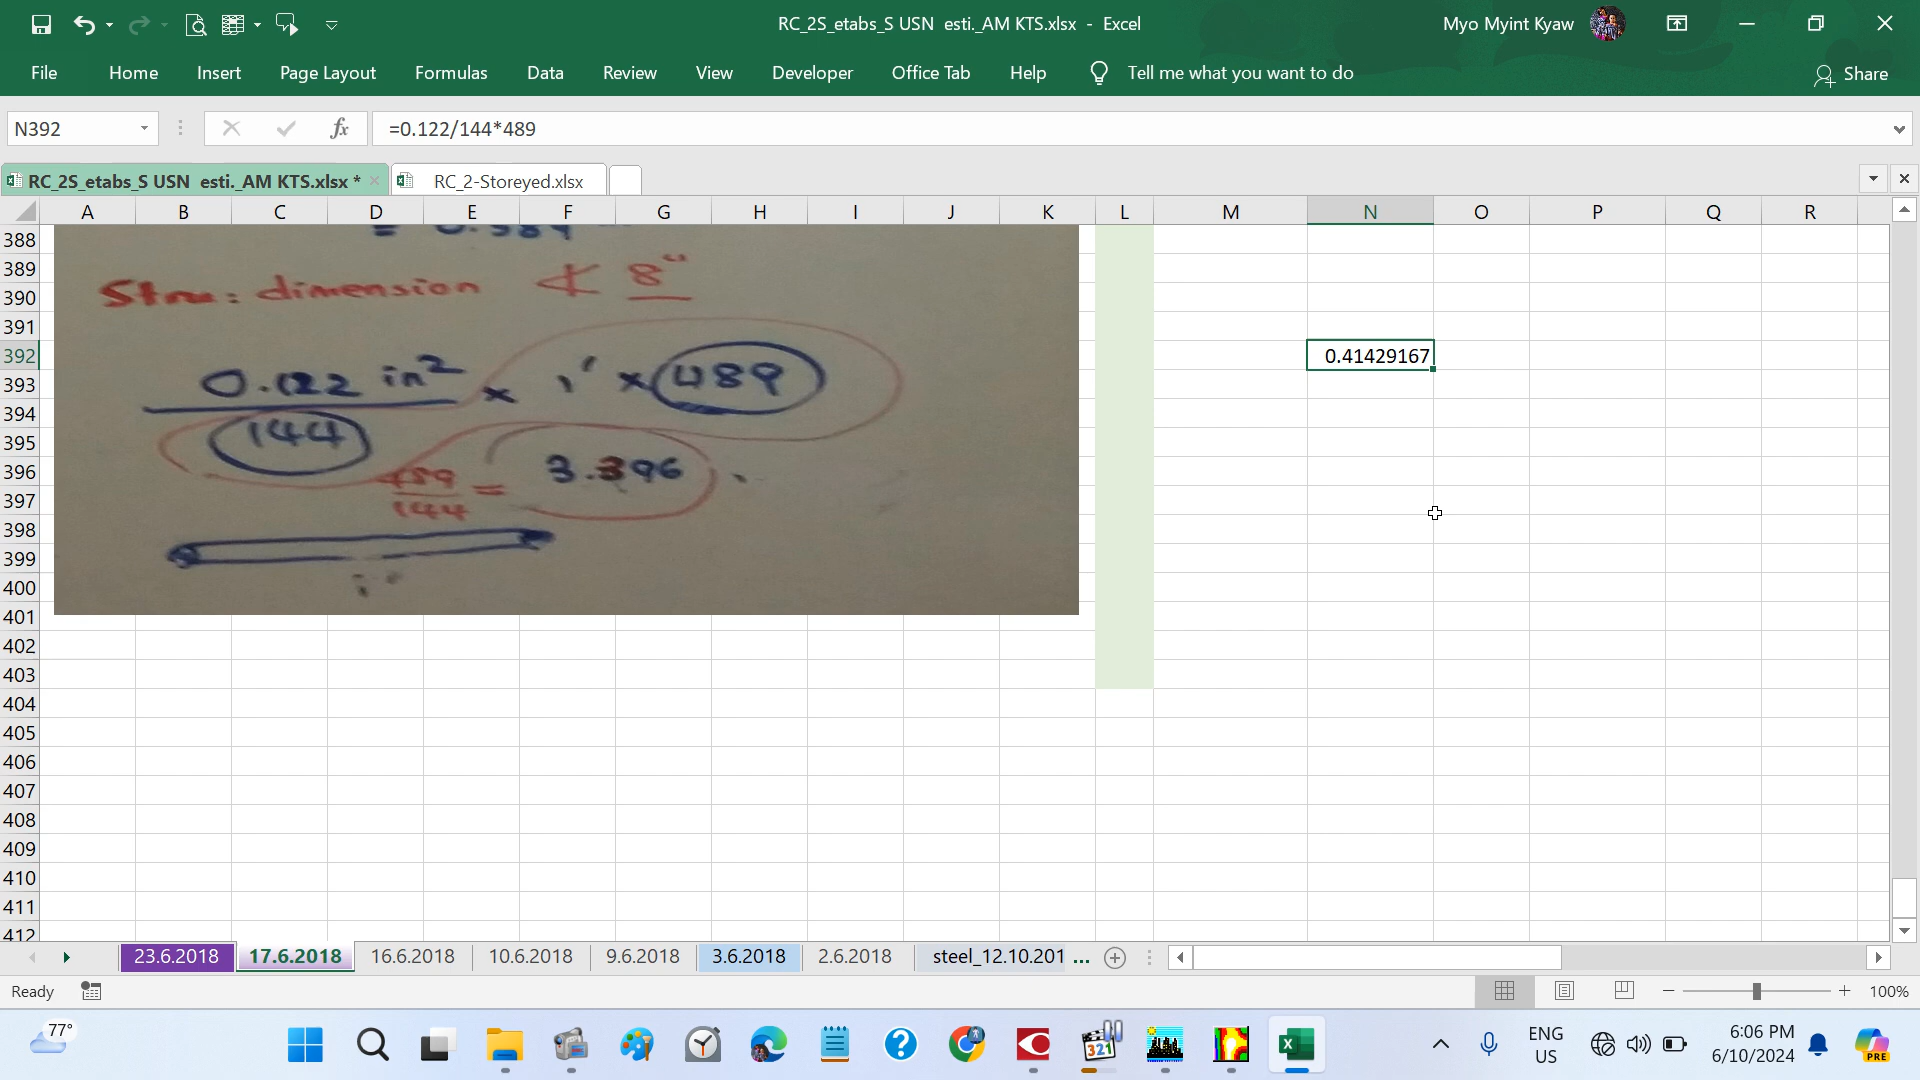 RC_2S_etabs_S USN  esti._AM KTS.xlsx  -  Excel
Myo Myint Kyaw
File Home Insert Page Layout Formulas Data Review View Developer Office Tab Help Tell me what you want to do Share
N392 fx =0.122/144*489
RC_2S_etabs_S USN  esti._AM KTS.xlsx * RC_2-Storeyed.xlsx
A B C D E F G H I J K L M N O P Q R
388
389
390
391
392
393
394
395
396
397
398
399
400
401
402
403
404
405
406
407
408
409
410
411
412
= 0.389
Stru: dimension ≮ 8"
0.122 in² × 1' × 489
144
489 = 3.396
144
1'
0.41429167
23.6.2018 17.6.2018 16.6.2018 10.6.2018 9.6.2018 3.6.2018 2.6.2018 steel_12.10.201 ...
Ready 100%
77°
321
ENG
US
6:06 PM
6/10/2024
PRE